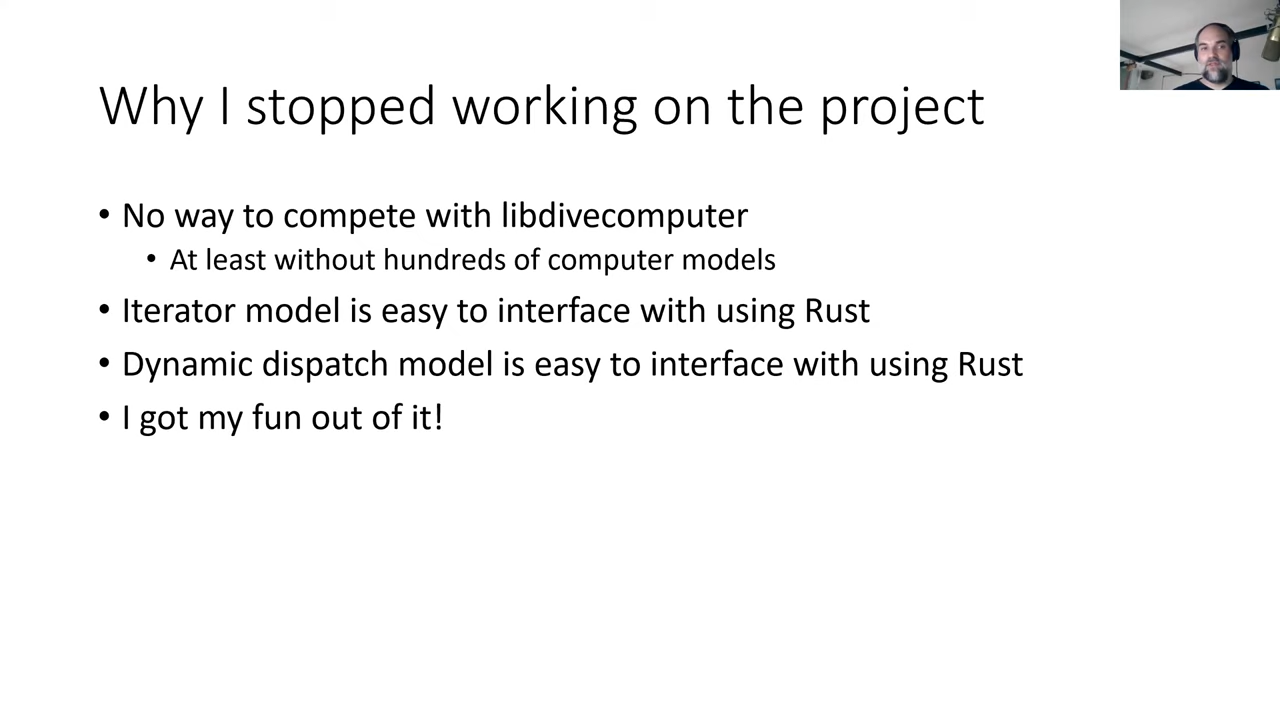 Why I stopped working on the project
• No way to compete with libdivecomputer
• At least without hundreds of computer models
• Iterator model is easy to interface with using Rust
• Dynamic dispatch model is easy to interface with using Rust
• I got my fun out of it!